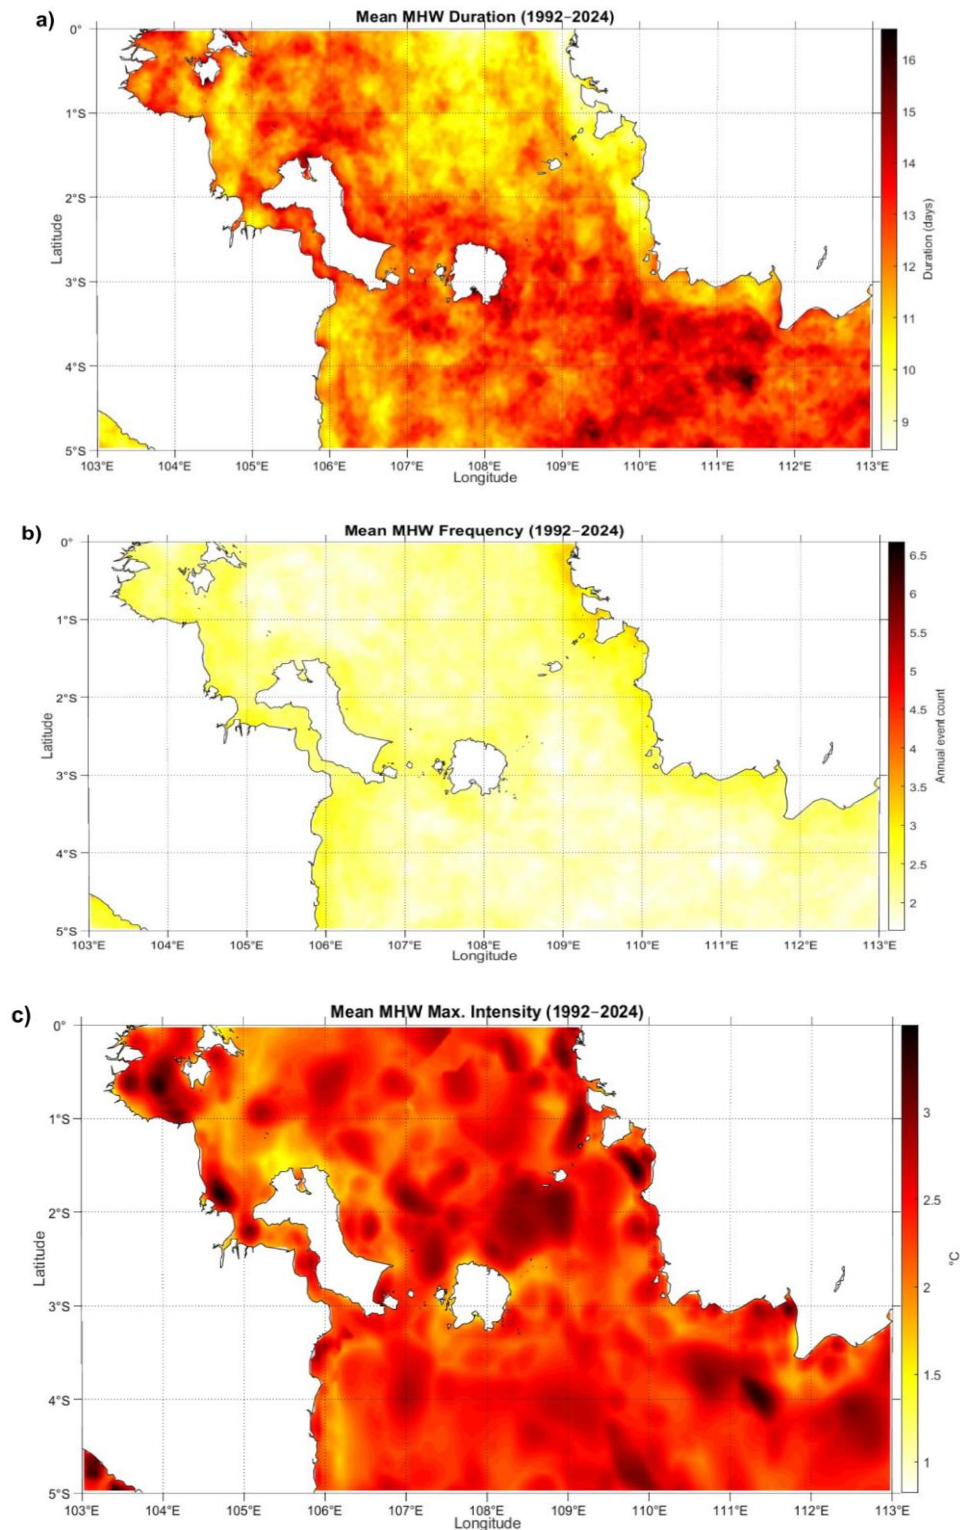 a)
Mean MHW Duration (1992–2024)
0°
1°S
2°S
3°S
4°S
5°S
Latitude
103°E 104°E 105°E 106°E 107°E 108°E 109°E 110°E 111°E 112°E 113°E
Longitude
16
15
14
13
12
11
10
9
Duration (days)
b)
Mean MHW Frequency (1992–2024)
0°
1°S
2°S
3°S
4°S
5°S
Latitude
103°E 104°E 105°E 106°E 107°E 108°E 109°E 110°E 111°E 112°E 113°E
Longitude
6.5
6
5.5
5
4.5
4
3.5
3
2.5
2
Annual event count
c)
Mean MHW Max. Intensity (1992–2024)
0°
1°S
2°S
3°S
4°S
5°S
Latitude
103°E 104°E 105°E 106°E 107°E 108°E 109°E 110°E 111°E 112°E 113°E
Longitude
3
2.5
2
1.5
1
°C